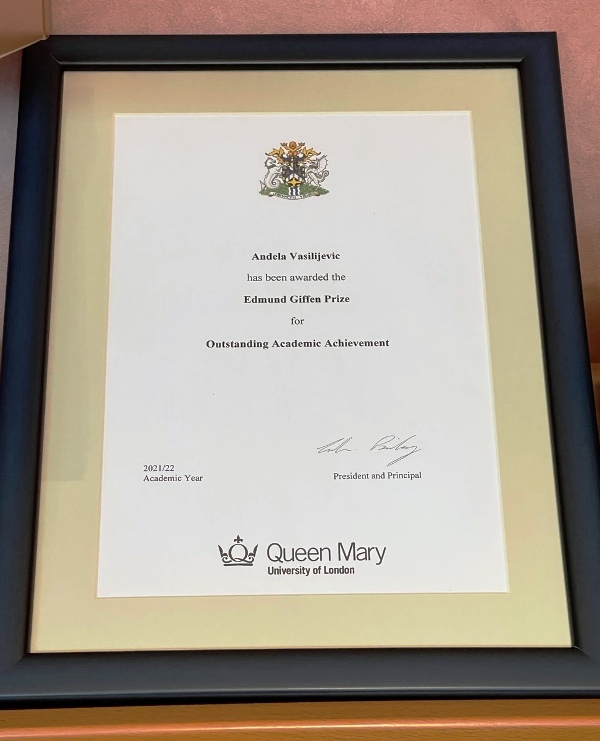 Andela Vasilijevic
has been awarded the
Edmund Giffen Prize
for
Outstanding Academic Achievement
2021/22
Academic Year
President and Principal
Queen Mary
University of London